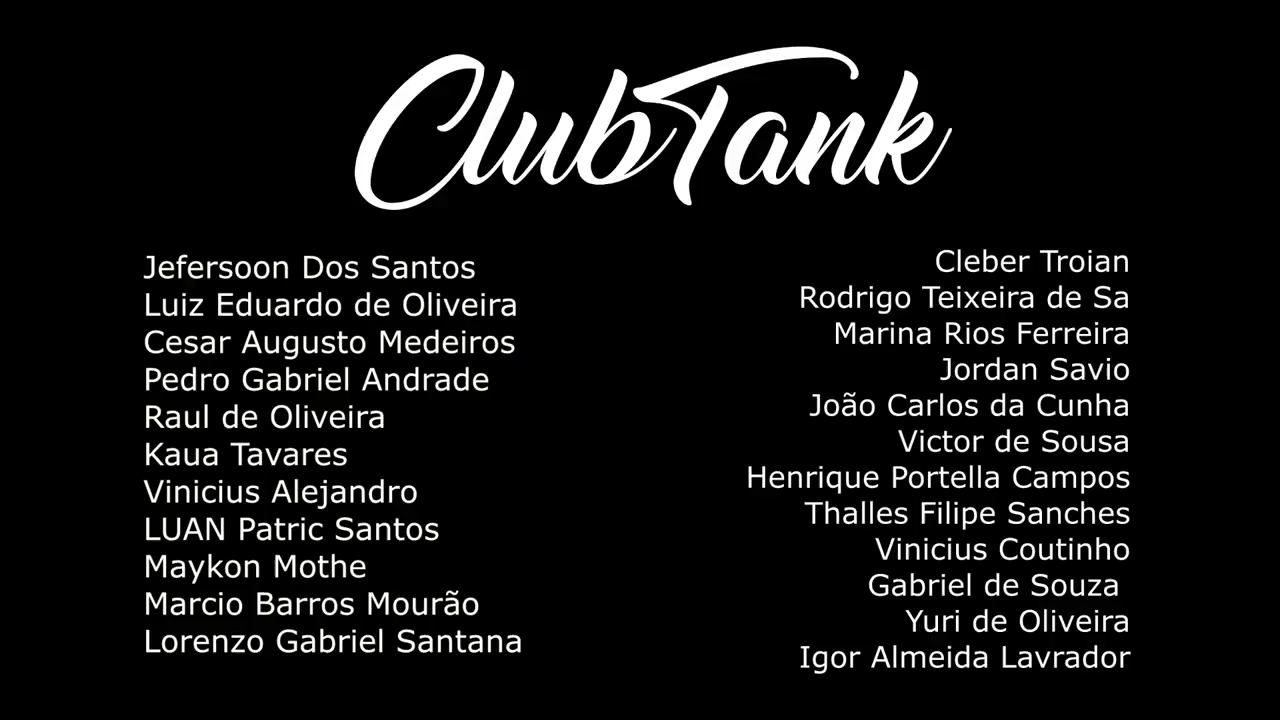 ClubTank
Jefersoon Dos Santos
Luiz Eduardo de Oliveira
Cesar Augusto Medeiros
Pedro Gabriel Andrade
Raul de Oliveira
Kaua Tavares
Vinicius Alejandro
LUAN Patric Santos
Maykon Mothe
Marcio Barros Mourão
Lorenzo Gabriel Santana
Cleber Troian
Rodrigo Teixeira de Sa
Marina Rios Ferreira
Jordan Savio
João Carlos da Cunha
Victor de Sousa
Henrique Portella Campos
Thalles Filipe Sanches
Vinicius Coutinho
Gabriel de Souza
Yuri de Oliveira
Igor Almeida Lavrador